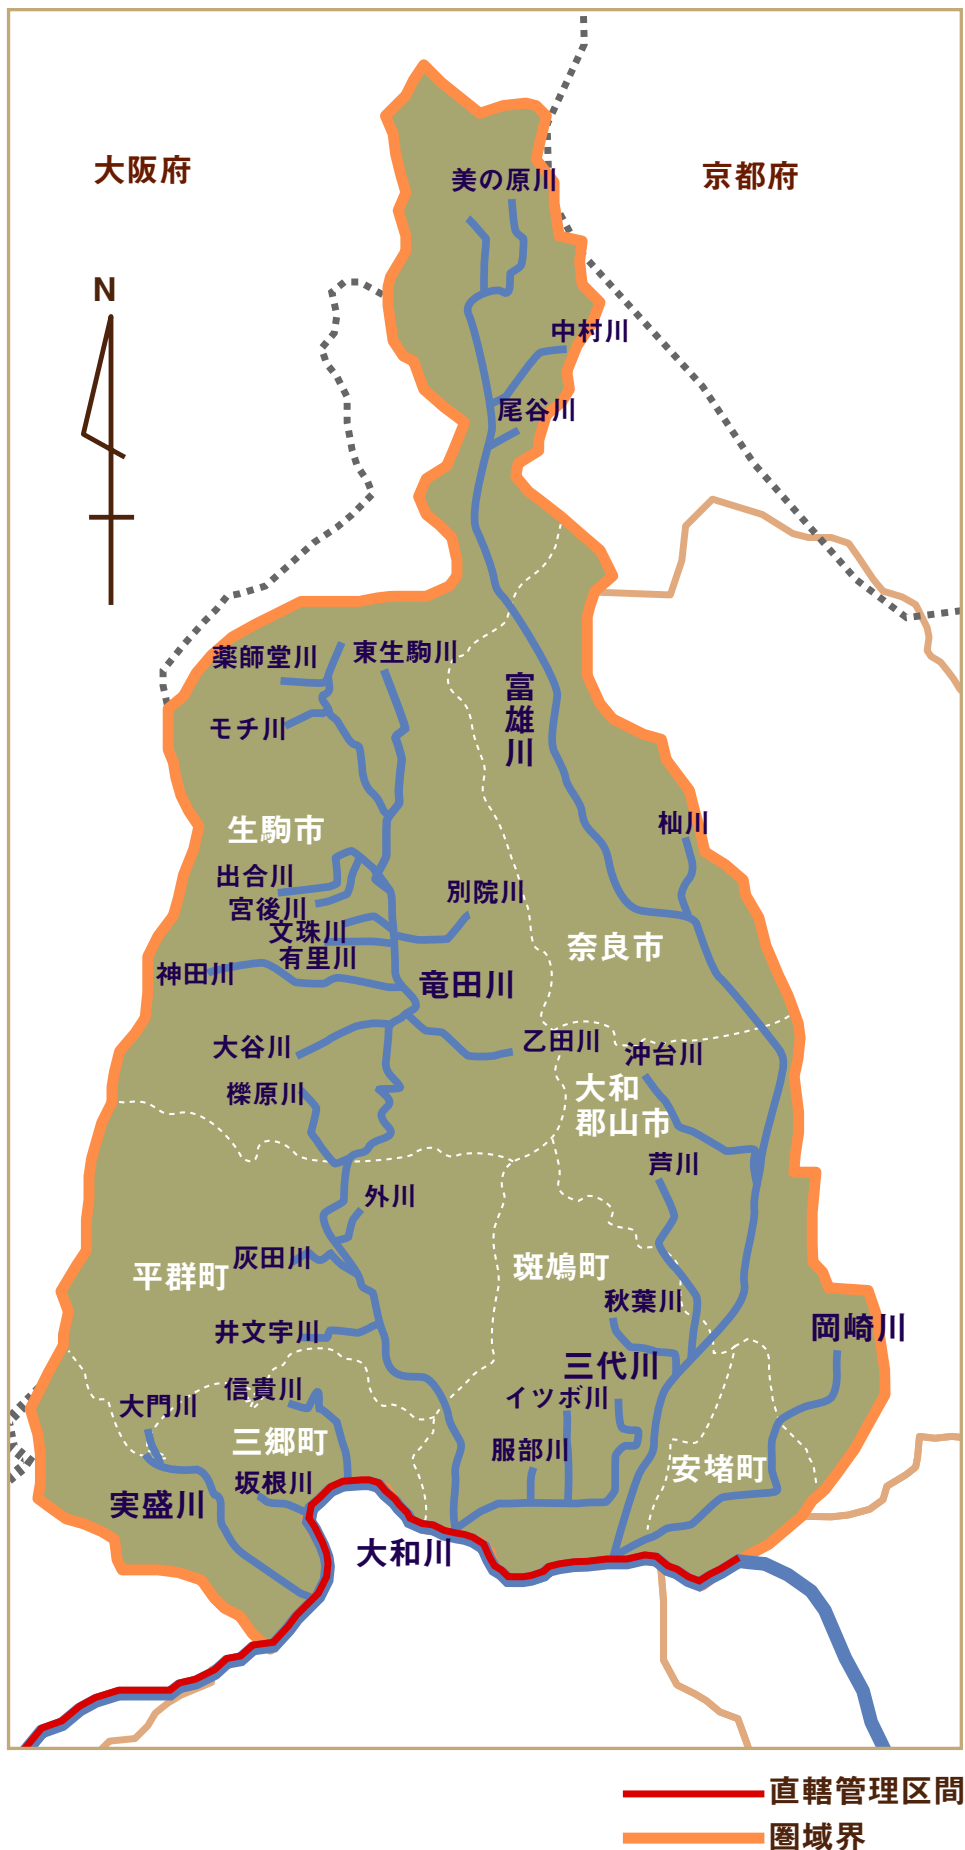 大阪府
京都府
美の原川
N
中村川
尾谷川
薬師堂川
東生駒川
富雄川
モチ川
生駒市
杣川
出合川
別院川
宮後川
文珠川
奈良市
有里川
神田川
竜田川
大谷川
乙田川
沖台川
櫟原川
大和
郡山市
芦川
外川
灰田川
平群町
斑鳩町
秋葉川
井文宇川
岡崎川
三代川
信貴川
イツボ川
大門川
三郷町
服部川
安堵町
坂根川
実盛川
大和川
直轄管理区間
圏域界